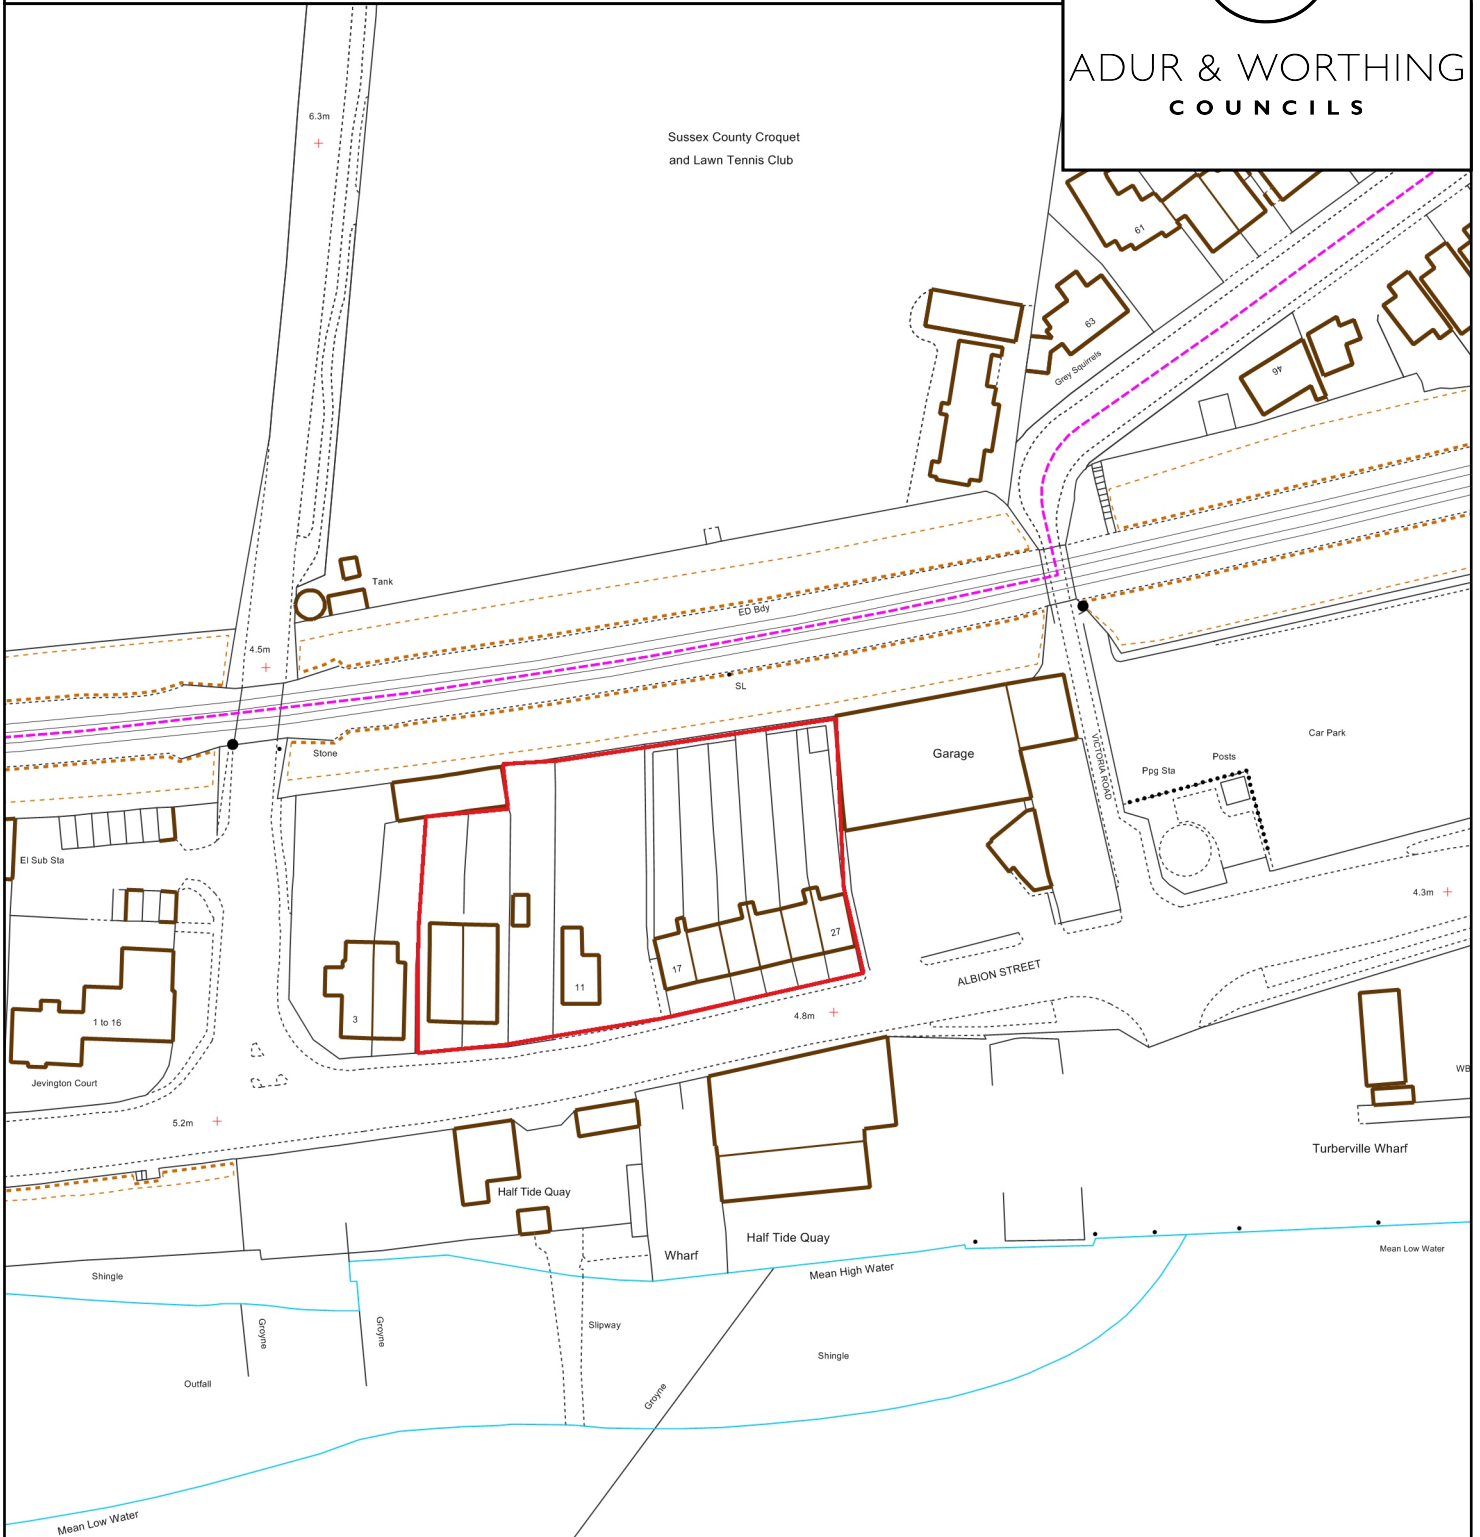 ADUR & WORTHING
COUNCILS
6.3m
Sussex County Croquet
and Lawn Tennis Club
61
63
Grey Squirrels
46
Tank
ED Bdy
4.5m
SL
Stone
Garage
VICTORIA ROAD
Car Park
Posts
Ppg Sta
El Sub Sta
4.3m
27
17
ALBION STREET
11
3
1 to 16
4.8m
Jevington Court
WB
5.2m
Turberville Wharf
Half Tide Quay
Half Tide Quay
Wharf
Mean High Water
Mean Low Water
Shingle
Groyne
Groyne
Slipway
Shingle
Outfall
Groyne
Mean Low Water